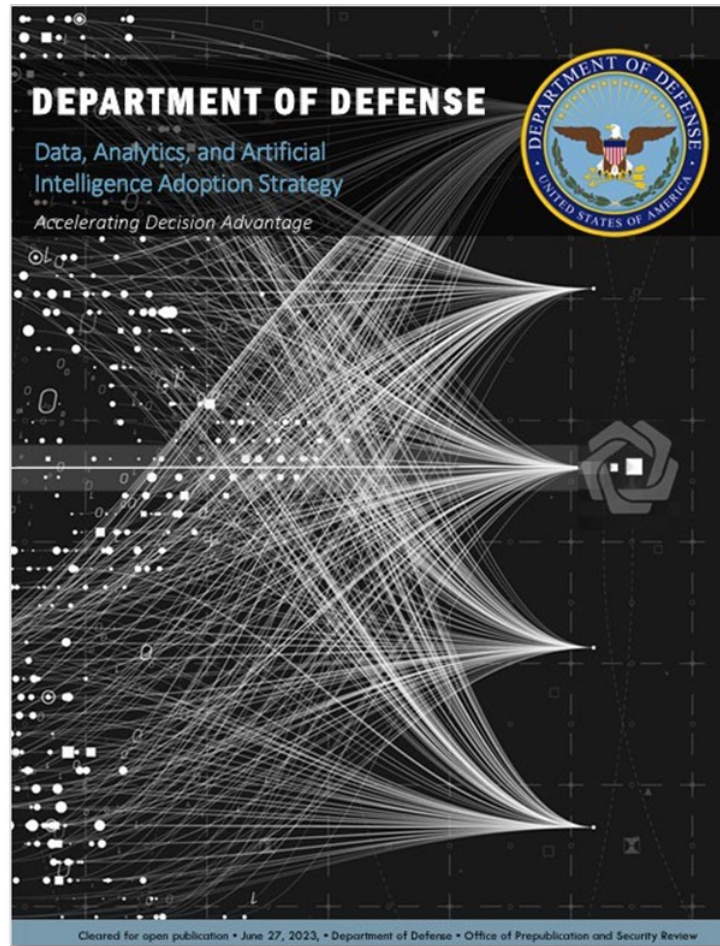 DEPARTMENT OF DEFENSE
Data, Analytics, and Artificial
Intelligence Adoption Strategy
Accelerating Decision Advantage
DEPARTMENT OF DEFENSE
UNITED STATES OF AMERICA
Cleared for open publication • June 27, 2023, • Department of Defense • Office of Prepublication and Security Review